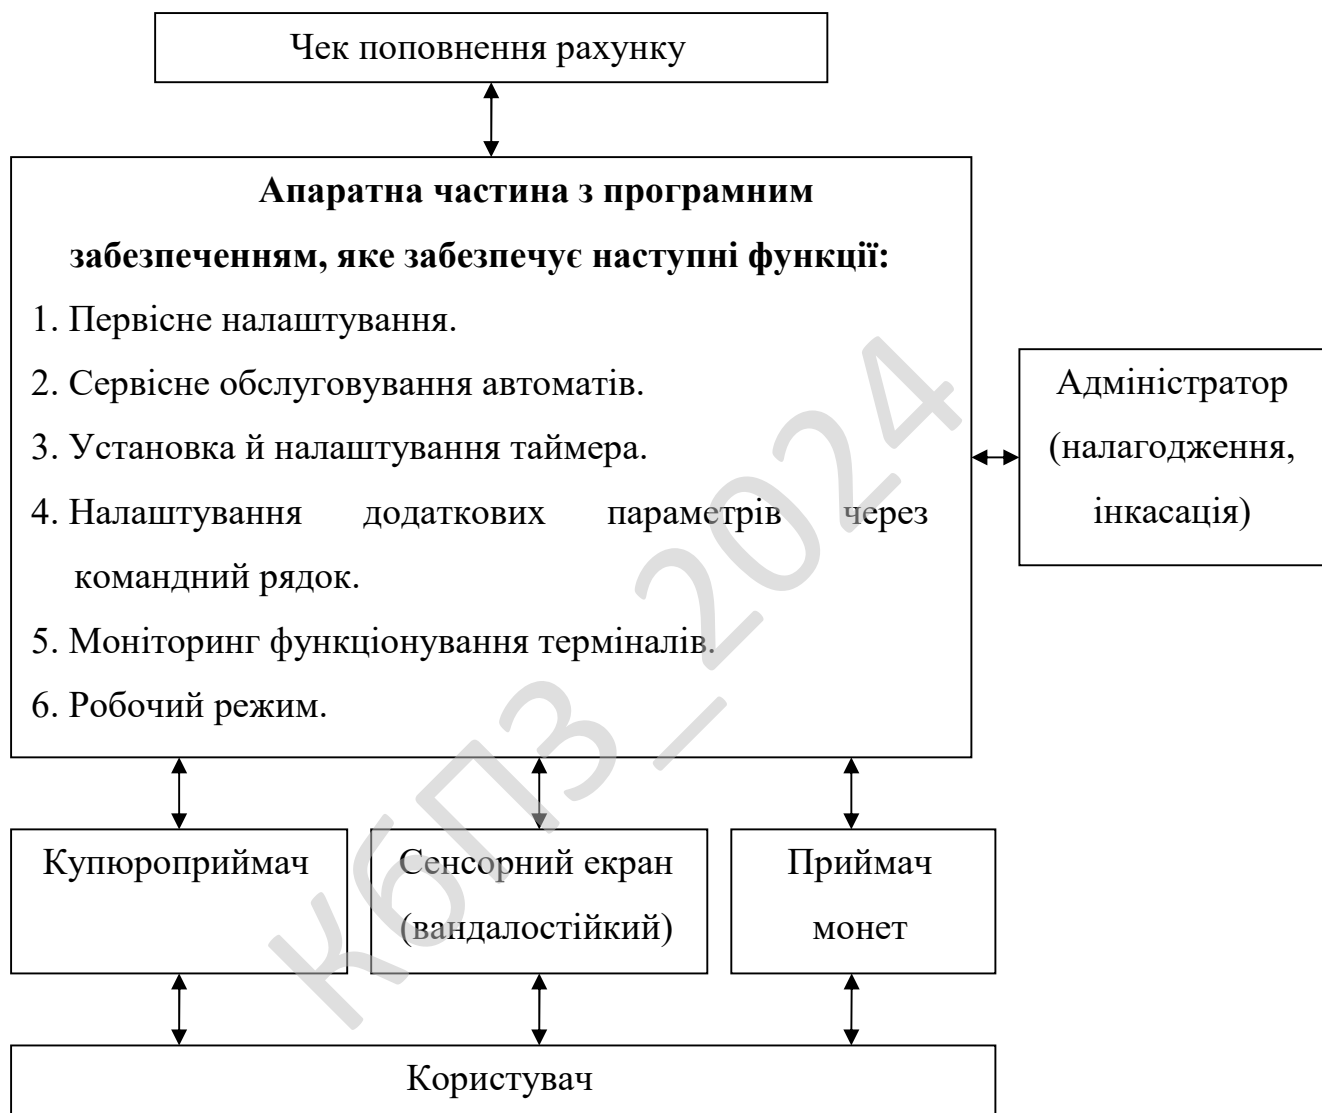 Чек поповнення рахунку
Апаратна частина з програмним
забезпеченням, яке забезпечує наступні функції:
1. Первісне налаштування.
2. Сервісне обслуговування автоматів.
3. Установка й налаштування таймера.
4. Налаштування додаткових параметрів через
командний рядок.
5. Моніторинг функціонування терміналів.
6. Робочий режим.
Адміністратор
(налагодження,
інкасація)
Купюроприймач
Сенсорний екран
(вандалостійкий)
Приймач
монет
Користувач
КбПЗ_2024